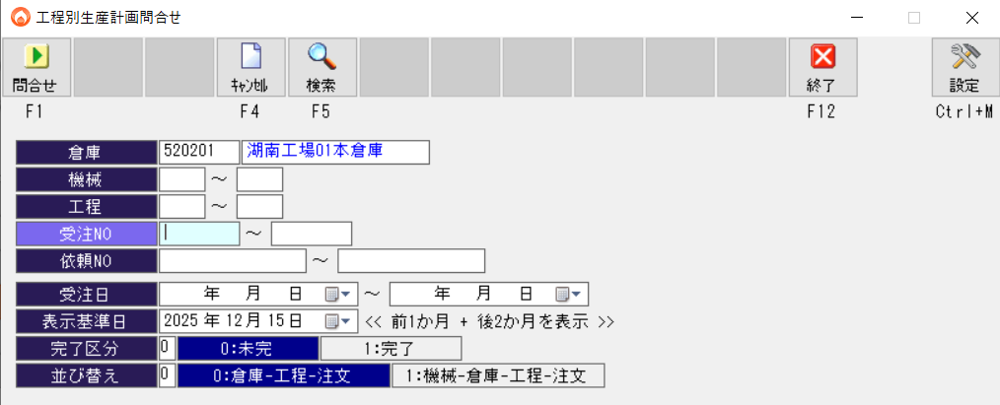 工程別生産計画問合せ
問合せ ｷｬﾝｾﾙ 検索 終了 設定
F1 F4 F5 F12 Ctrl+M
倉庫 520201 湖南工場01本倉庫
機械 ～
工程 ～
受注NO ～
依頼NO ～
受注日 年 月 日 ～ 年 月 日
表示基準日 2025 年 12 月 15 日 << 前1か月 + 後2か月を表示 >>
完了区分 0 0:未完 1:完了
並び替え 0 0:倉庫-工程-注文 1:機械-倉庫-工程-注文